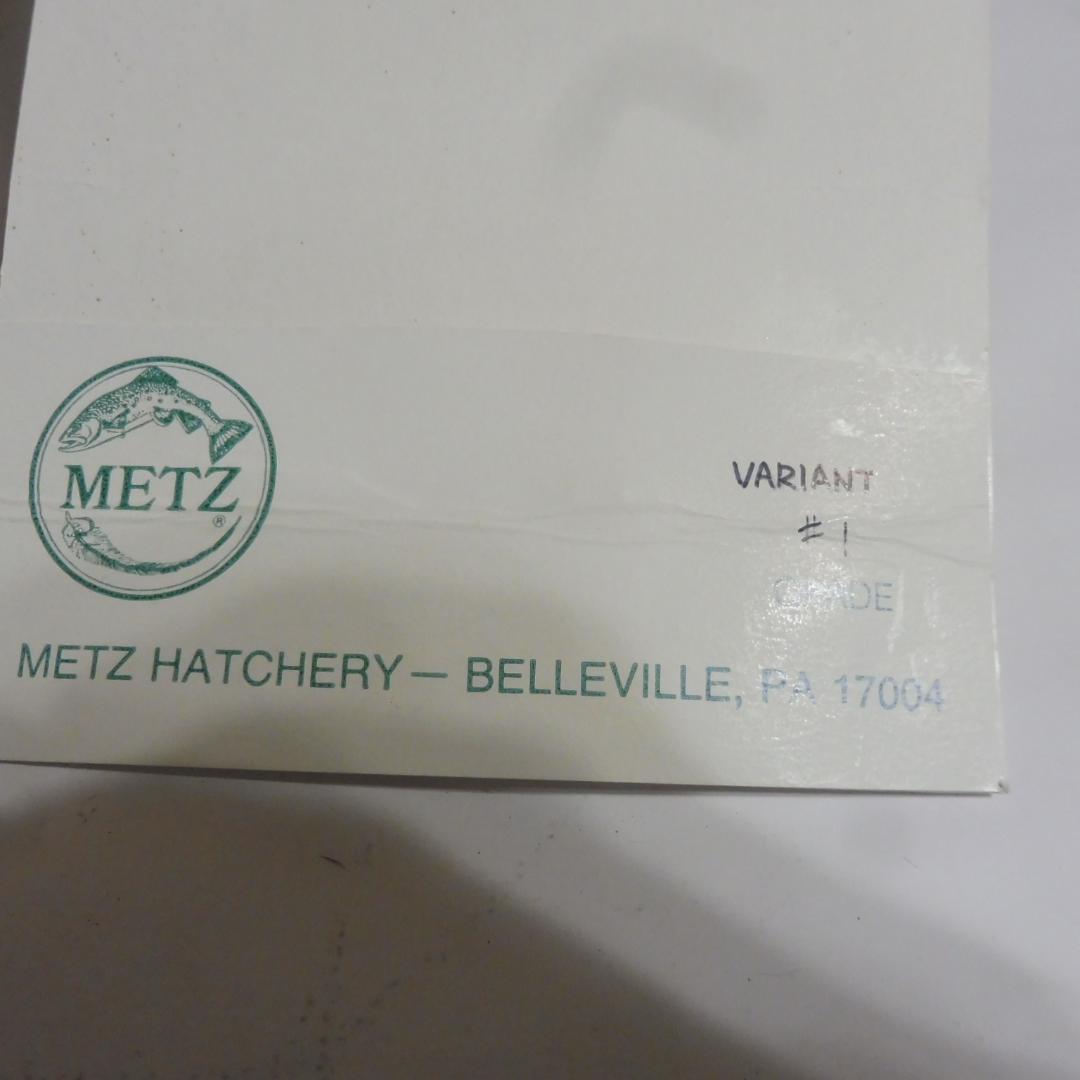 METZ
®
VARIANT
# 1
GRADE
METZ HATCHERY — BELLEVILLE, PA 17004